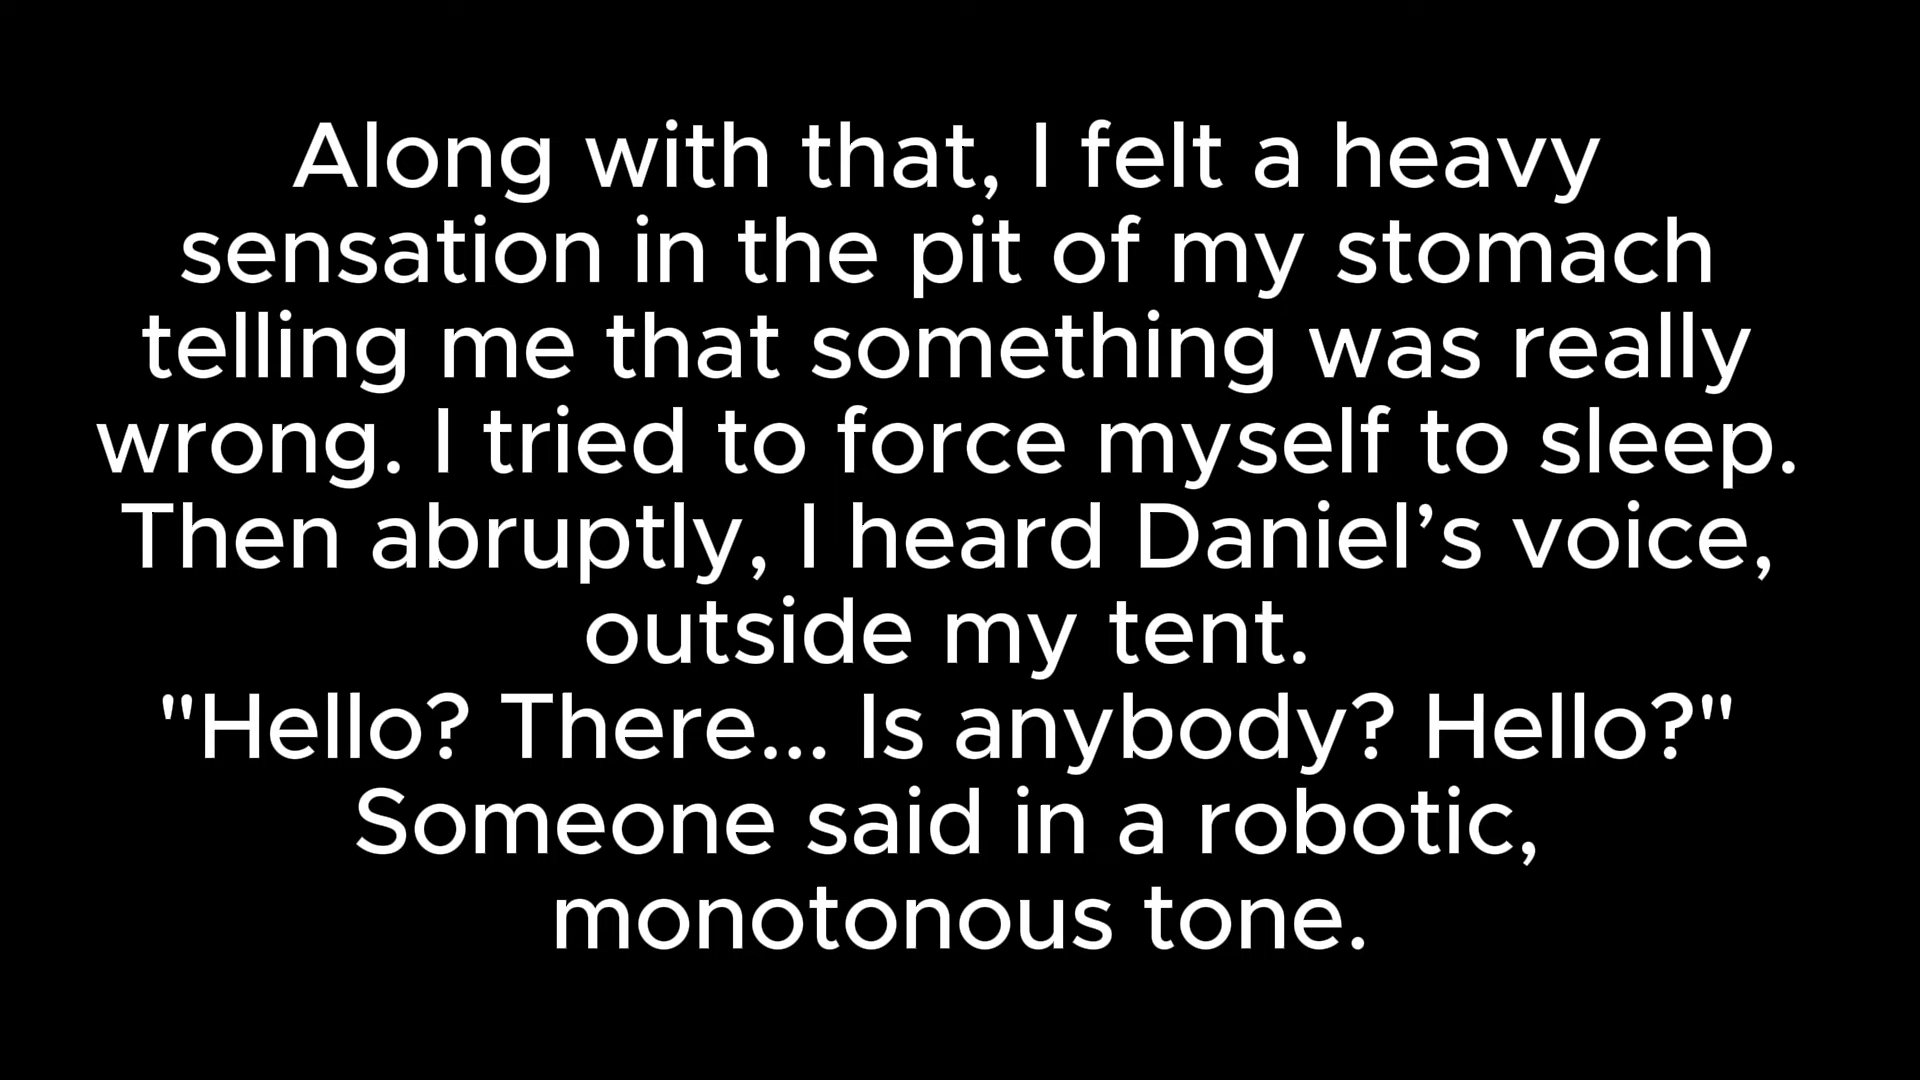 Along with that, I felt a heavy
sensation in the pit of my stomach
telling me that something was really
wrong. I tried to force myself to sleep.
Then abruptly, I heard Daniel’s voice,
outside my tent.
"Hello? There... Is anybody? Hello?"
Someone said in a robotic,
monotonous tone.